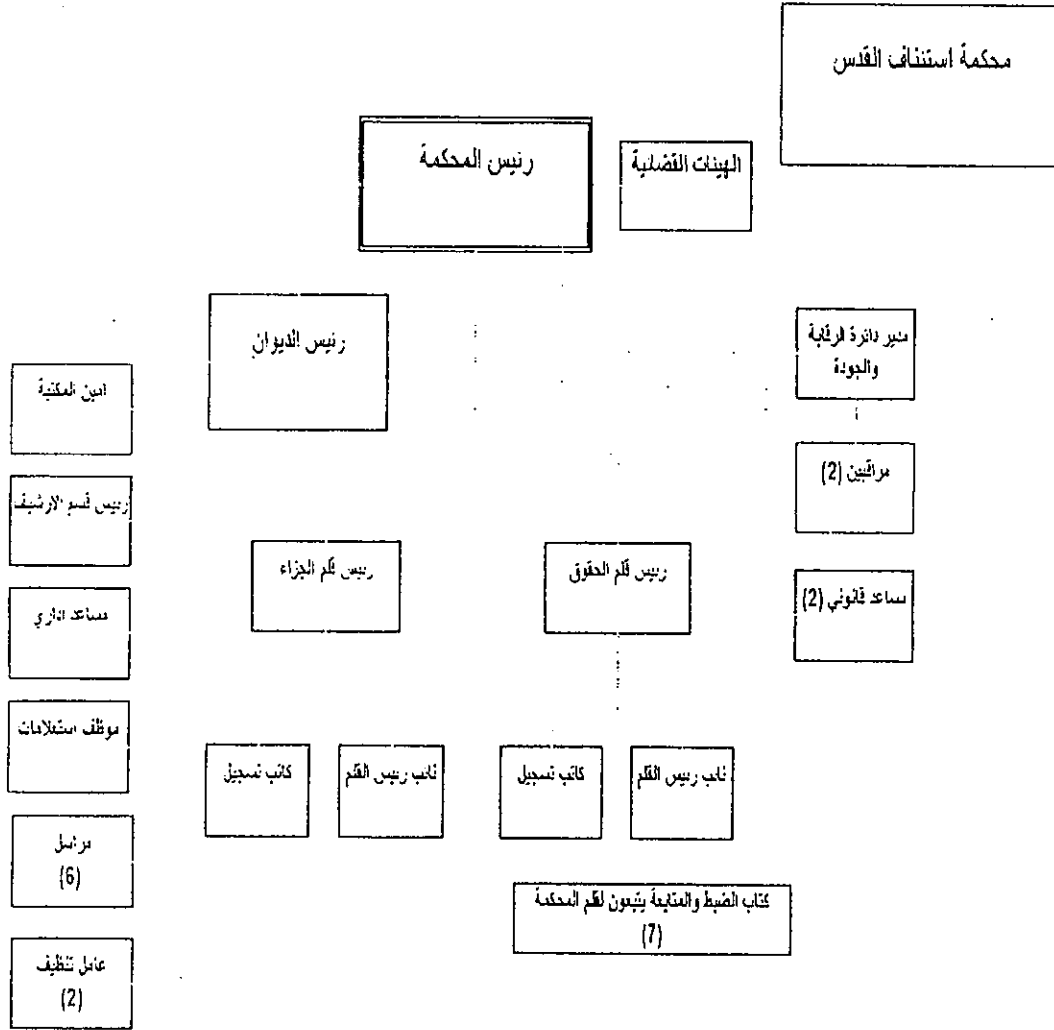 محكمة استئناف القدس
رئيس المحكمة
الهيئات القضائية
رئيس الديوان
مدير دائرة الرقابة
والجودة
امين المكتبة
مراقبين (2)
رئيس قسم الارشيف
رئيس قلم الحقوق
رئيس قلم الجزاء
مساعد قانوني (2)
مساعد اداري
موظف استعلامات
نائب رئيس القلم
كاتب تسجيل
نائب رئيس القلم
كاتب تسجيل
مراسل
(6)
كتاب الضبط والمتابعة يتبعون لقلم المحكمة
(7)
عامل تنظيف
(2)